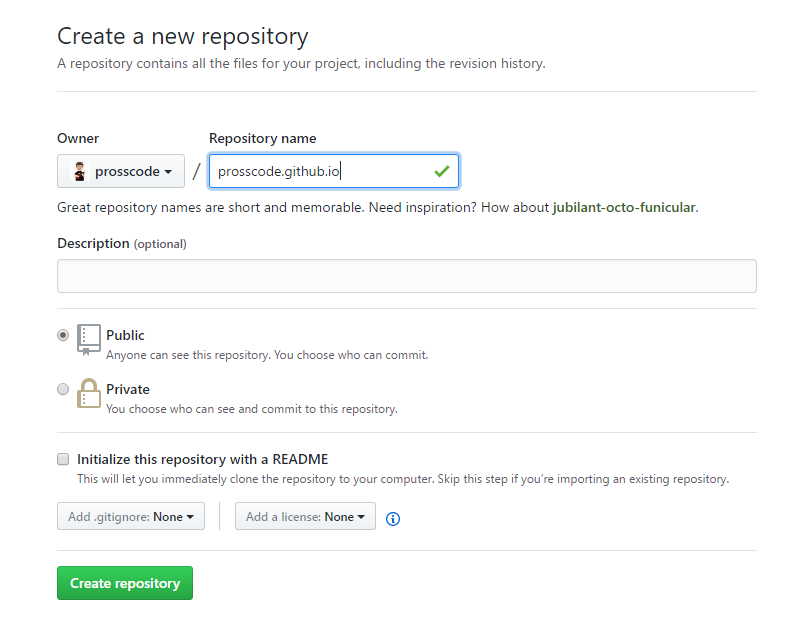 Create a new repository
A repository contains all the files for your project, including the revision history.
Owner
Repository name
prosscode / prosscode.github.io
Great repository names are short and memorable. Need inspiration? How about jubilant-octo-funicular.
Description (optional)
Public
Anyone can see this repository. You choose who can commit.
Private
You choose who can see and commit to this repository.
Initialize this repository with a README
This will let you immediately clone the repository to your computer. Skip this step if you’re importing an existing repository.
Add .gitignore: None
Add a license: None
Create repository